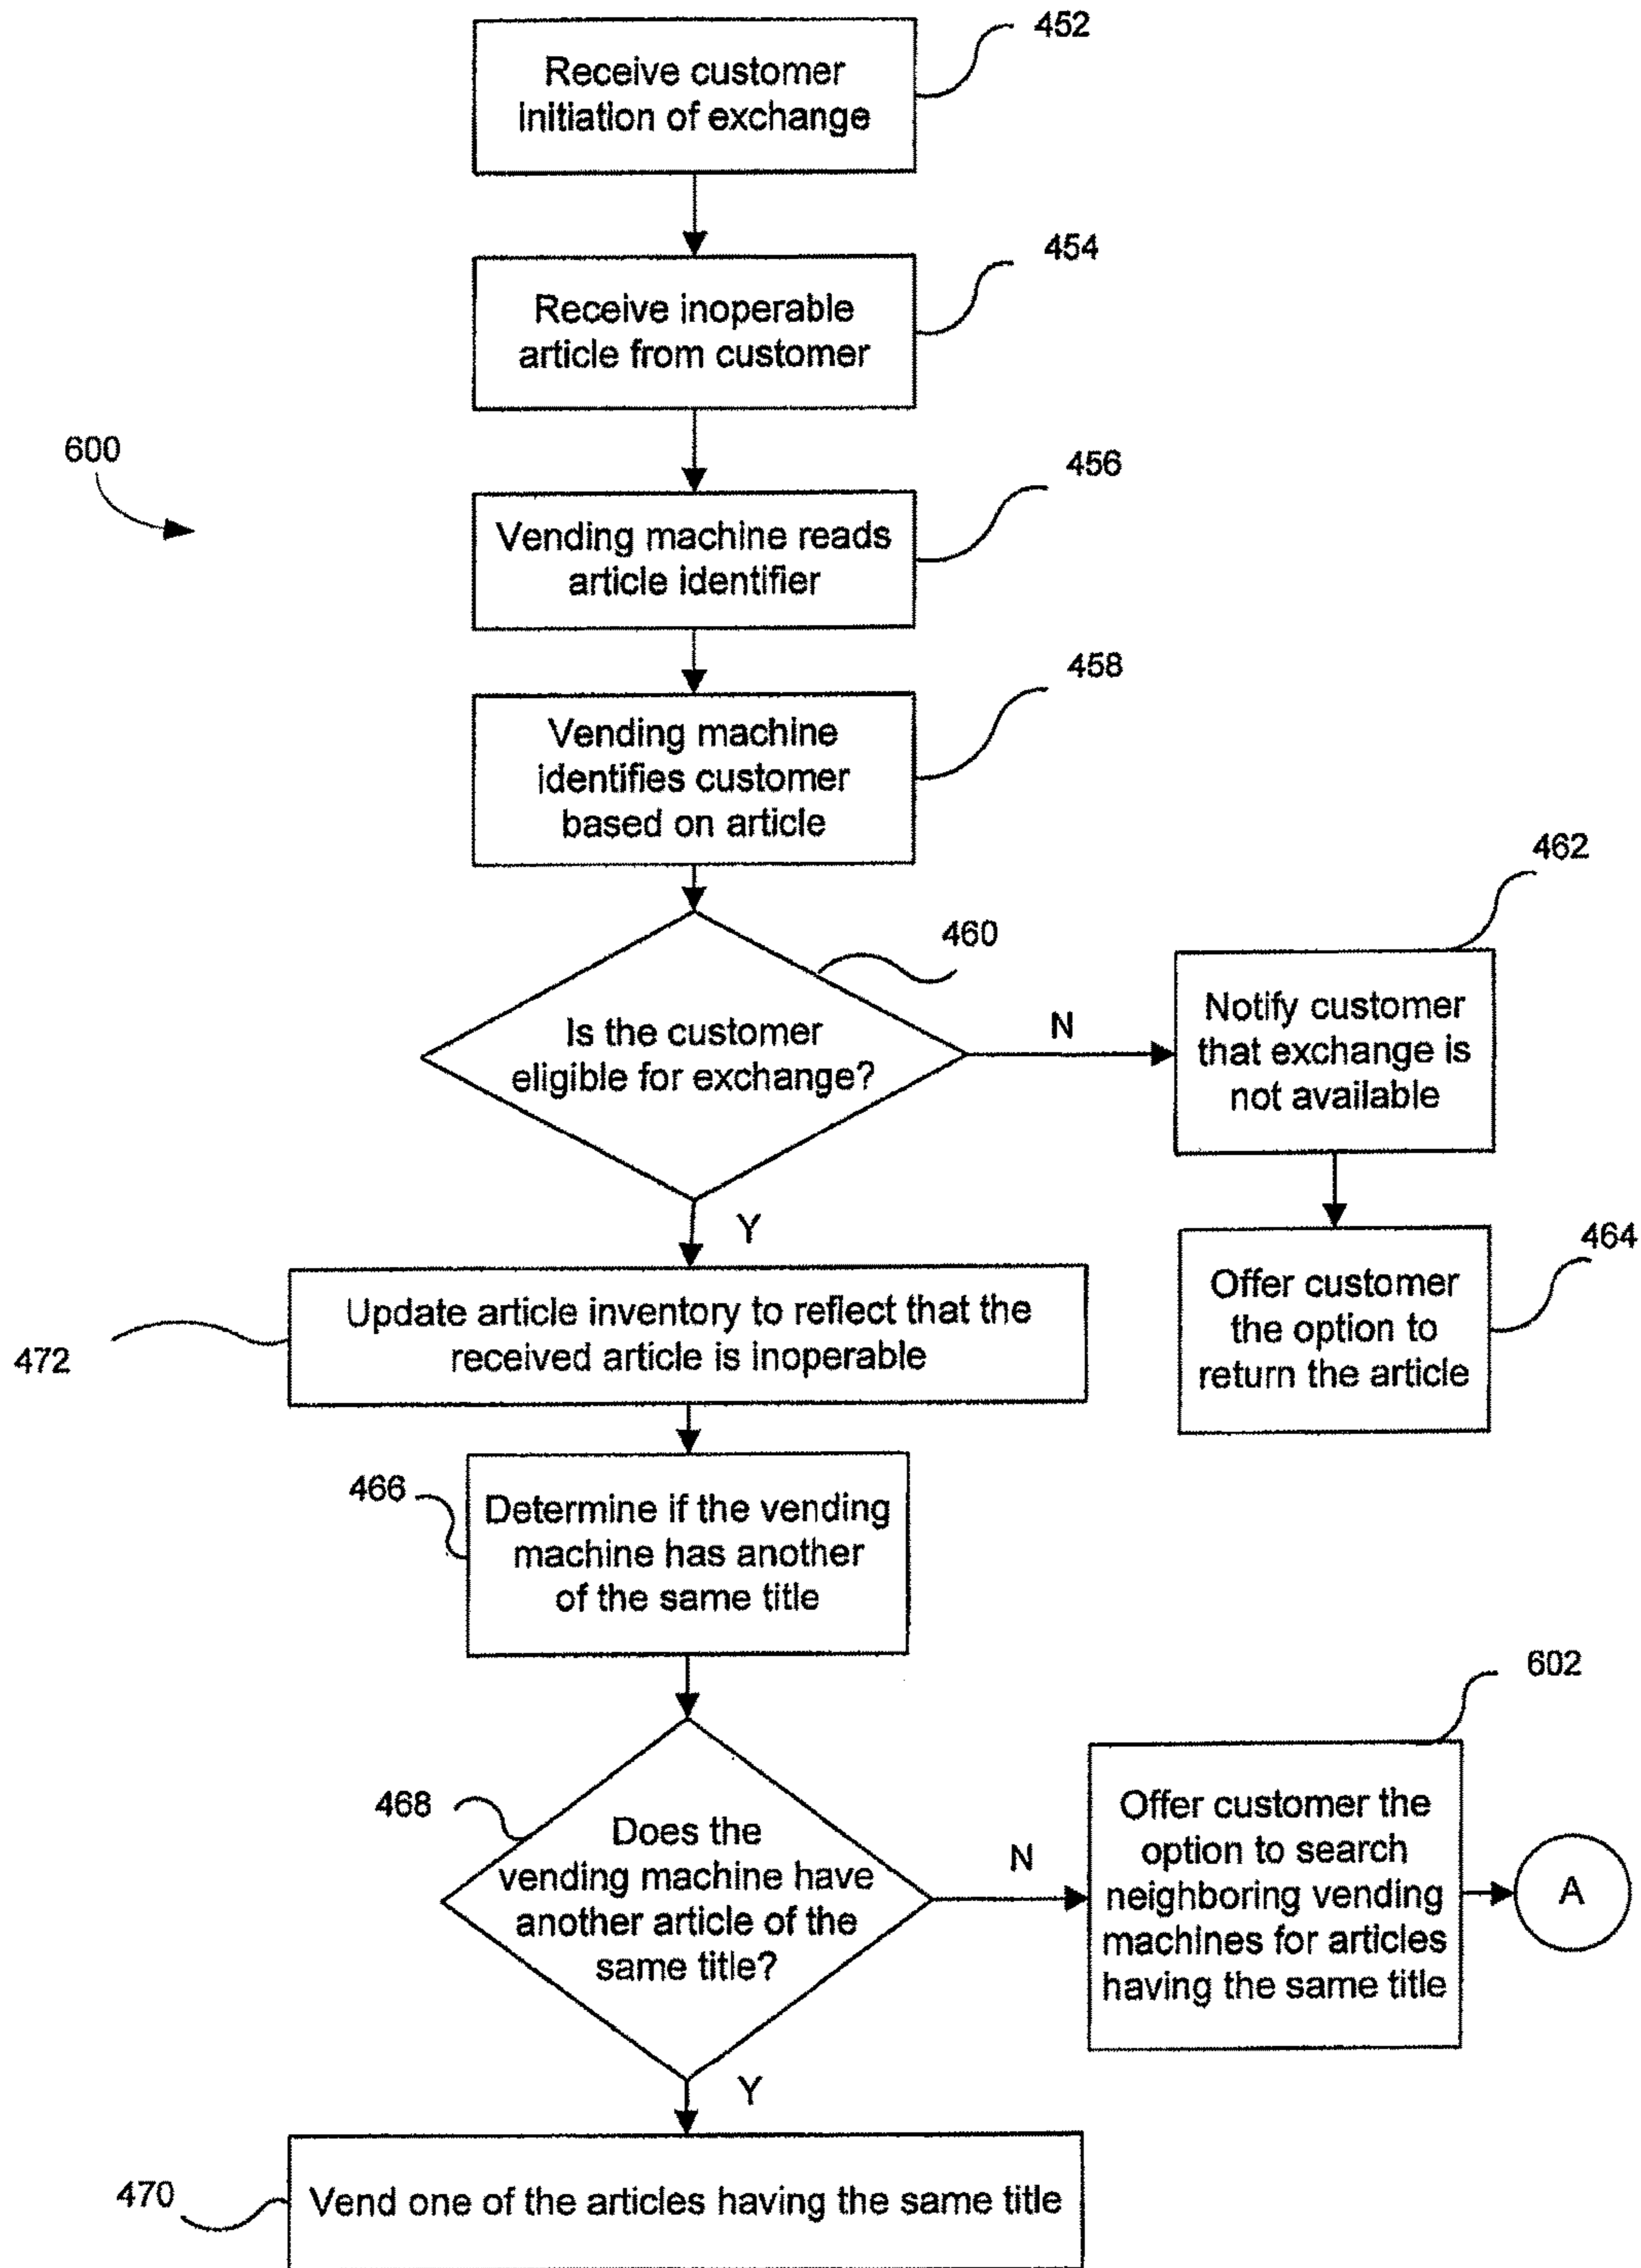 452
Receive customer
initiation of exchange
454
Receive inoperable
article from customer
600
456
Vending machine reads
article identifier
458
Vending machine
identifies customer
based on article
462
460
Is the customer
eligible for exchange?
N
Notify customer
that exchange is
not available
Y
464
Offer customer
the option to
return the article
472
Update article inventory to reflect that the
received article is inoperable
466
Determine if the vending
machine has another
of the same title
602
468
Does the
vending machine have
another article of the
same title?
N
Offer customer the
option to search
neighboring vending
machines for articles
having the same title
A
Y
470
Vend one of the articles having the same title